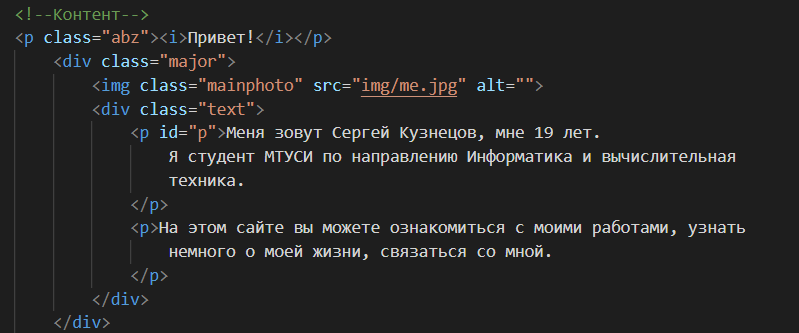 <!--Контент-->
<p class="abz"><i>Привет!</i></p>
<div class="major">
<img class="mainphoto" src="img/me.jpg" alt="">
<div class="text">
<p id="p">Меня зовут Сергей Кузнецов, мне 19 лет.
Я студент МТУСИ по направлению Информатика и вычислительная
техника.
</p>
<p>На этом сайте вы можете ознакомиться с моими работами, узнать
немного о моей жизни, связаться со мной.
</p>
</div>
</div>